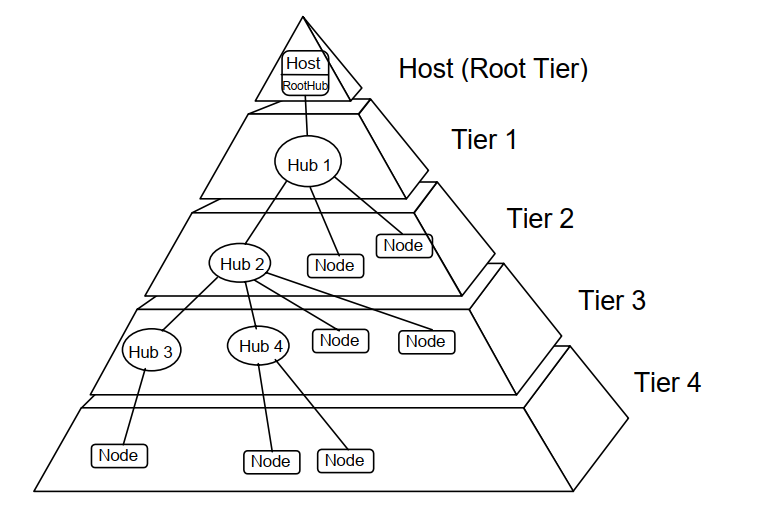 Host
RootHub
Host (Root Tier)
Hub 1
Tier 1
Hub 2
Node
Node
Tier 2
Hub 3
Hub 4
Node
Node
Tier 3
Node
Node
Node
Tier 4